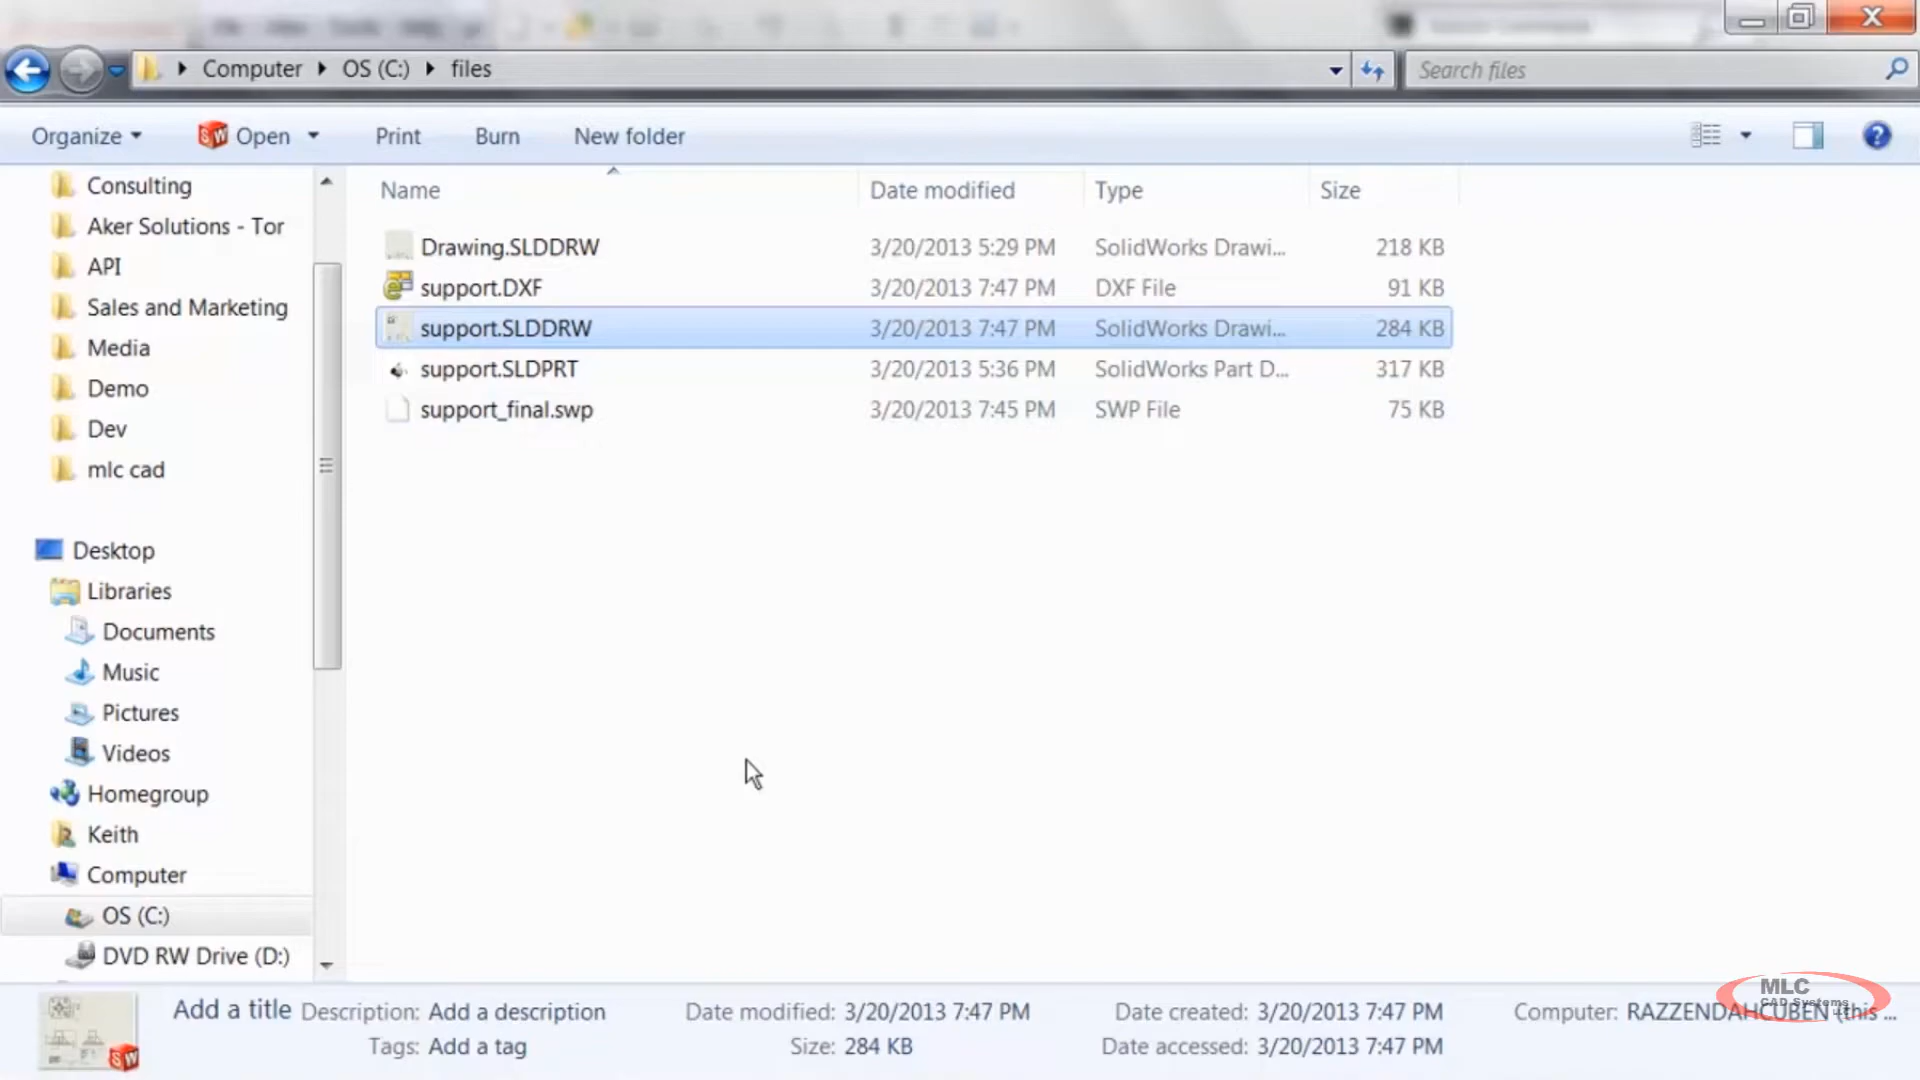 Computer OS (C:) files
Search files
Organize Open Print Burn New folder
Name Date modified Type Size
Consulting
Aker Solutions - Tor
API
Sales and Marketing
Media
Demo
Dev
mlc cad
Drawing.SLDDRW 3/20/2013 5:29 PM SolidWorks Drawi... 218 KB
support.DXF 3/20/2013 7:47 PM DXF File 91 KB
support.SLDDRW 3/20/2013 7:47 PM SolidWorks Drawi... 284 KB
support.SLDPRT 3/20/2013 5:36 PM SolidWorks Part D... 317 KB
support_final.swp 3/20/2013 7:45 PM SWP File 75 KB
Desktop
Libraries
Documents
Music
Pictures
Videos
Homegroup
Keith
Computer
OS (C:)
DVD RW Drive (D:)
Add a title Description: Add a description Date modified: 3/20/2013 7:47 PM Date created: 3/20/2013 7:47 PM Computer: RAZZENDAHCUBEN (this ...
Tags: Add a tag Size: 284 KB Date accessed: 3/20/2013 7:47 PM
MLC
CAD Systems
SW